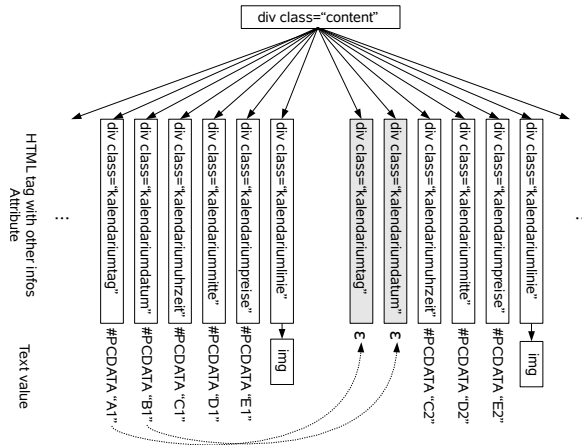 div class="content"
HTML tag with other infos
Attribute
...
div class="kalendariumtag"
div class="kalendariumdatum"
div class="kalendariumuhrzeit"
div class="kalendariummitte"
div class="kalendariumpreise"
div class="kalendariumlinie"
div class="kalendariumtag"
div class="kalendariumdatum"
div class="kalendariumuhrzeit"
div class="kalendariummitte"
div class="kalendariumpreise"
div class="kalendariumlinie"
...
Text value
#PCDATA "A1"
#PCDATA "B1"
#PCDATA "C1"
#PCDATA "D1"
#PCDATA "E1"
img
ε
ε
#PCDATA "C2"
#PCDATA "D2"
#PCDATA "E2"
img